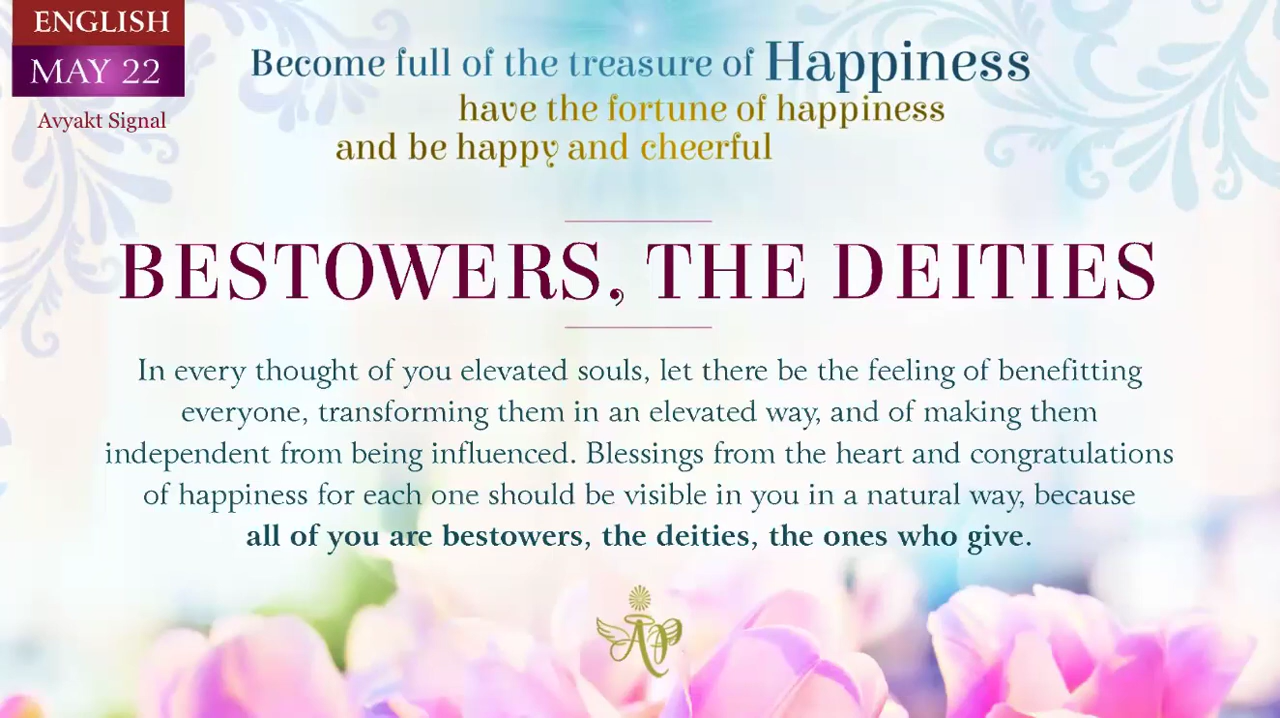 ENGLISH
MAY 22
Avyakt Signal
Become full of the treasure of Happiness
have the fortune of happiness
and be happy and cheerful
BESTOWERS, THE DEITIES
In every thought of you elevated souls, let there be the feeling of benefitting
everyone, transforming them in an elevated way, and of making them
independent from being influenced. Blessings from the heart and congratulations
of happiness for each one should be visible in you in a natural way, because
all of you are bestowers, the deities, the ones who give.
AP